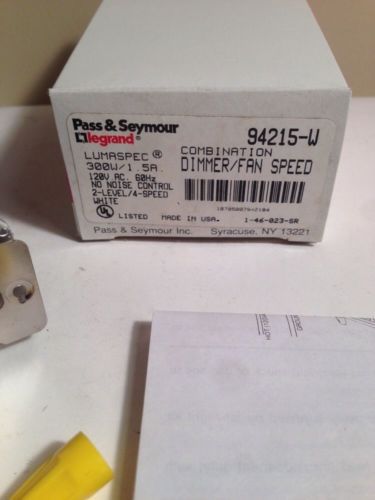 Pass & Seymour
legrand®
LUMASPEC®
300W/1.5A.
120V AC. 60Hz
NO NOISE CONTROL
2-LEVEL/4-SPEED
WHITE
94215-W
COMBINATION
DIMMER/FAN SPEED
UL LISTED MADE IN USA. 1-46-023-SR
Pass & Seymour Inc. Syracuse, NY 13221